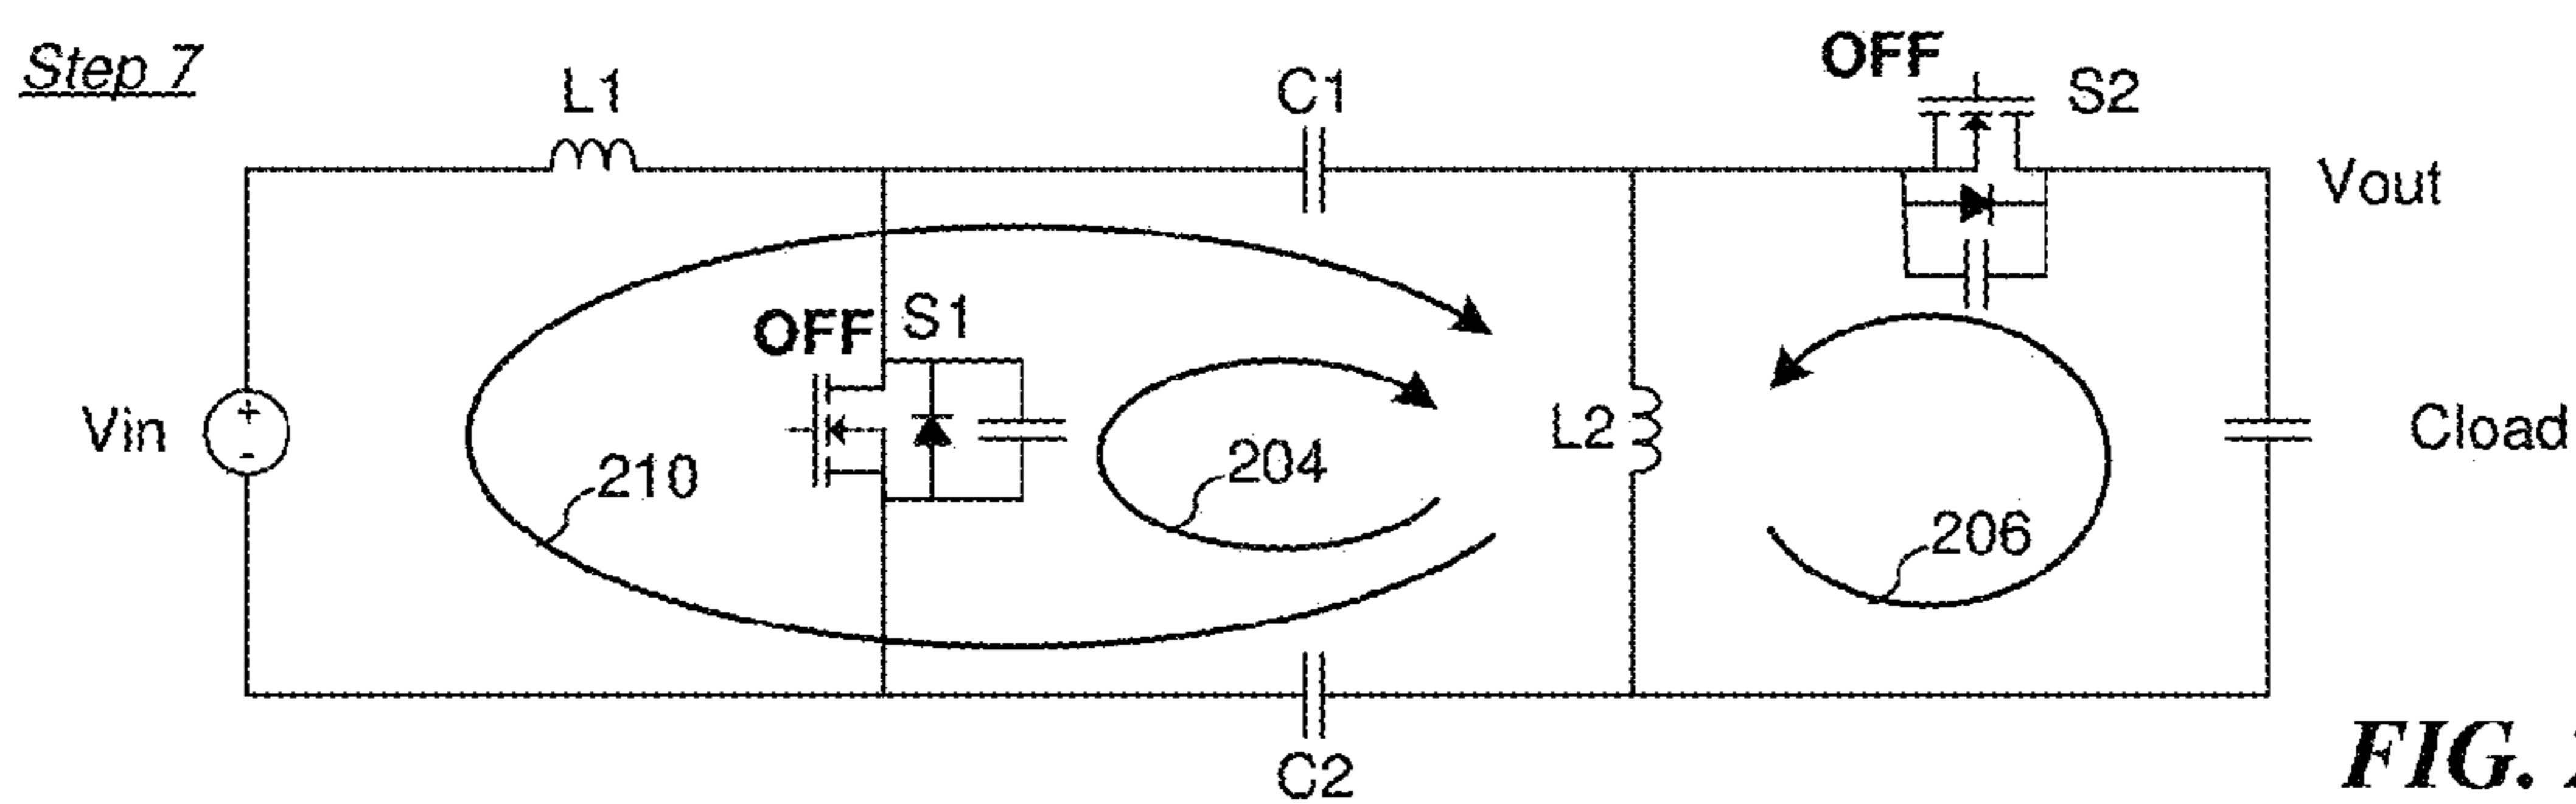 Step 7
L1
C1
OFF
S2
Vout
OFF
S1
Vin
+
-
210
204
L2
206
Cload
C2
FIG.